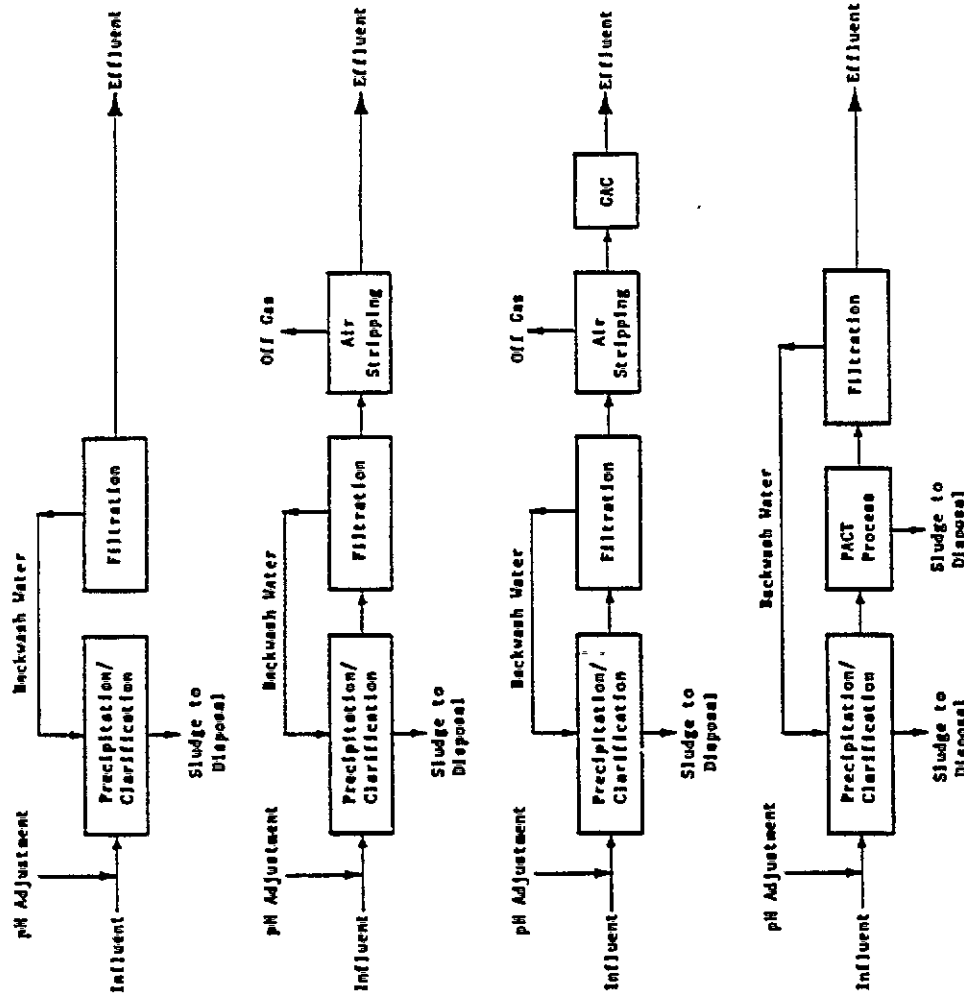 pH Adjustment
Influent
Precipitation/
Clarification
Sludge to
Disposal
Backwash Water
Filtration
Effluent
pH Adjustment
Influent
Precipitation/
Clarification
Sludge to
Disposal
Backwash Water
Filtration
Off Gas
Air
Stripping
Effluent
pH Adjustment
Influent
Precipitation/
Clarification
Sludge to
Disposal
Backwash Water
Filtration
Off Gas
Air
Stripping
GAC
Effluent
pH Adjustment
Influent
Precipitation/
Clarification
Sludge to
Disposal
Backwash Water
PACT
Process
Sludge to
Disposal
Filtration
Effluent